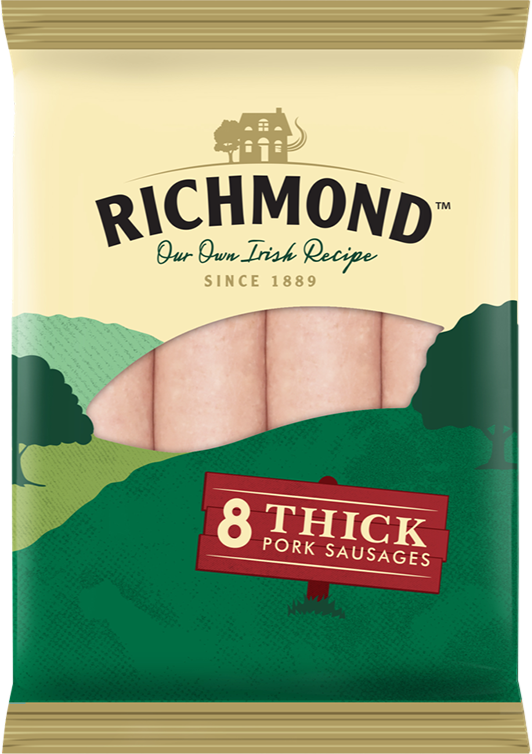 RICHMOND™
Our Own Irish Recipe
SINCE 1889
8 THICK
PORK SAUSAGES